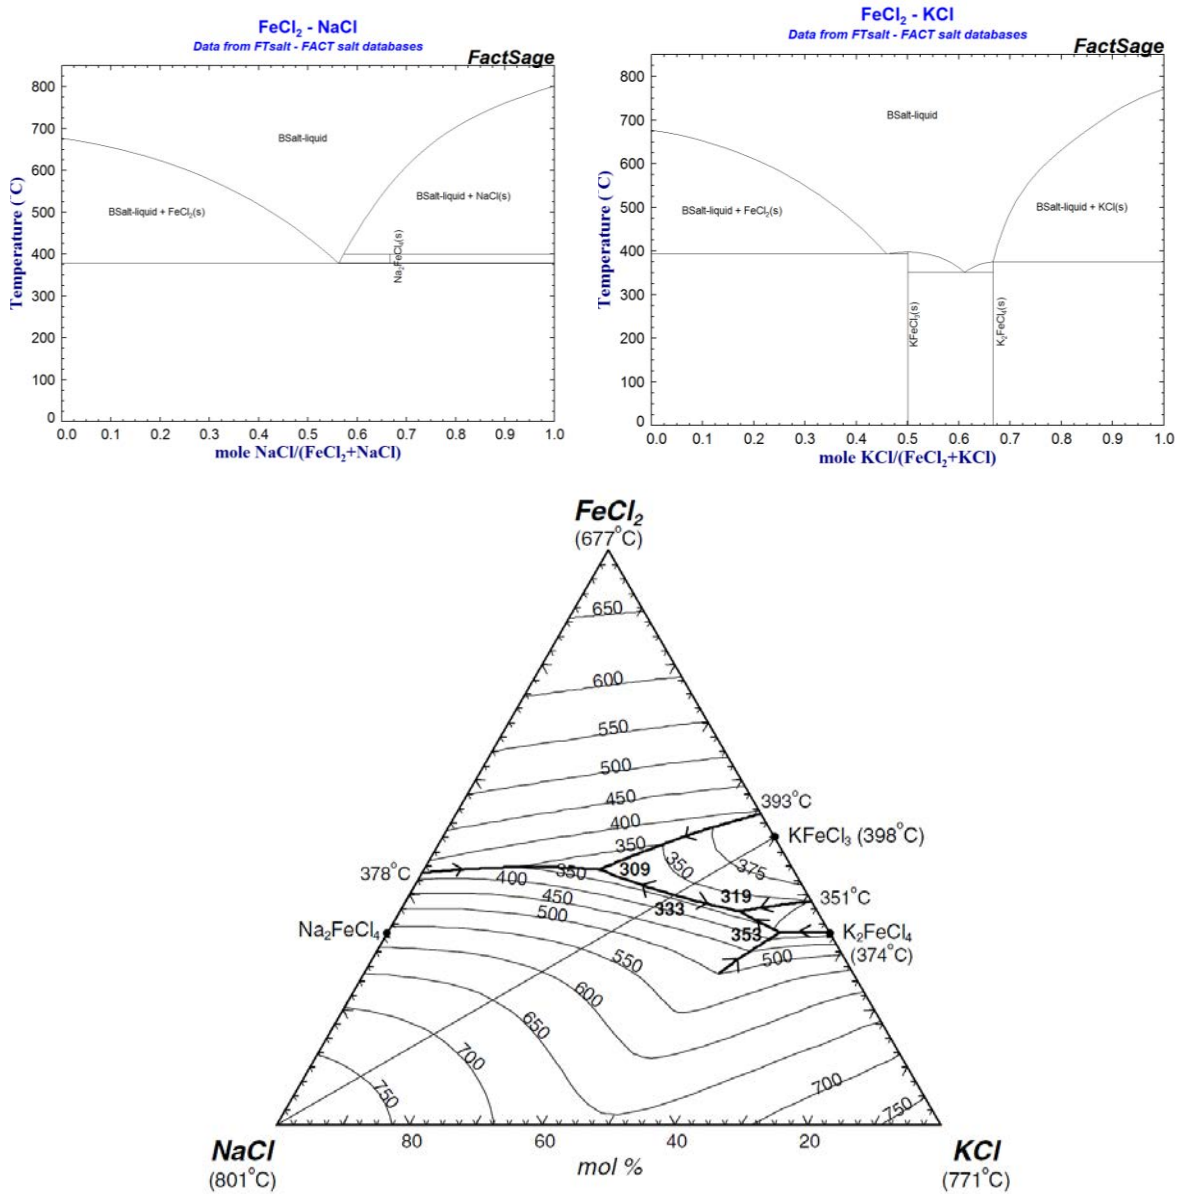 FeCl2 - NaCl
Data from FTsalt - FACT salt databases
FactSage
Temperature (˚C)
800
700
600
500
400
300
200
100
0
BSalt-liquid
BSalt-liquid + FeCl2(s)
BSalt-liquid + NaCl(s)
Na2FeCl4(s)
0.0 0.1 0.2 0.3 0.4 0.5 0.6 0.7 0.8 0.9 1.0
mole NaCl/(FeCl2+NaCl)
FeCl2 - KCl
Data from FTsalt - FACT salt databases
FactSage
Temperature (˚C)
800
700
600
500
400
300
200
100
0
BSalt-liquid
BSalt-liquid + FeCl2(s)
BSalt-liquid + KCl(s)
KFeCl3(s)
K2FeCl4(s)
0.0 0.1 0.2 0.3 0.4 0.5 0.6 0.7 0.8 0.9 1.0
mole KCl/(FeCl2+KCl)
FeCl2
(677°C)
650
600
550
500
450
400
350
393°C
KFeCl3 (398°C)
378°C
400
350
309
350
375
450
500
333
319
351°C
Na2FeCl4
353
K2FeCl4
(374°C)
550
500
600
650
700
750
700
750
NaCl
(801°C)
80 60 40 20
mol %
KCl
(771°C)